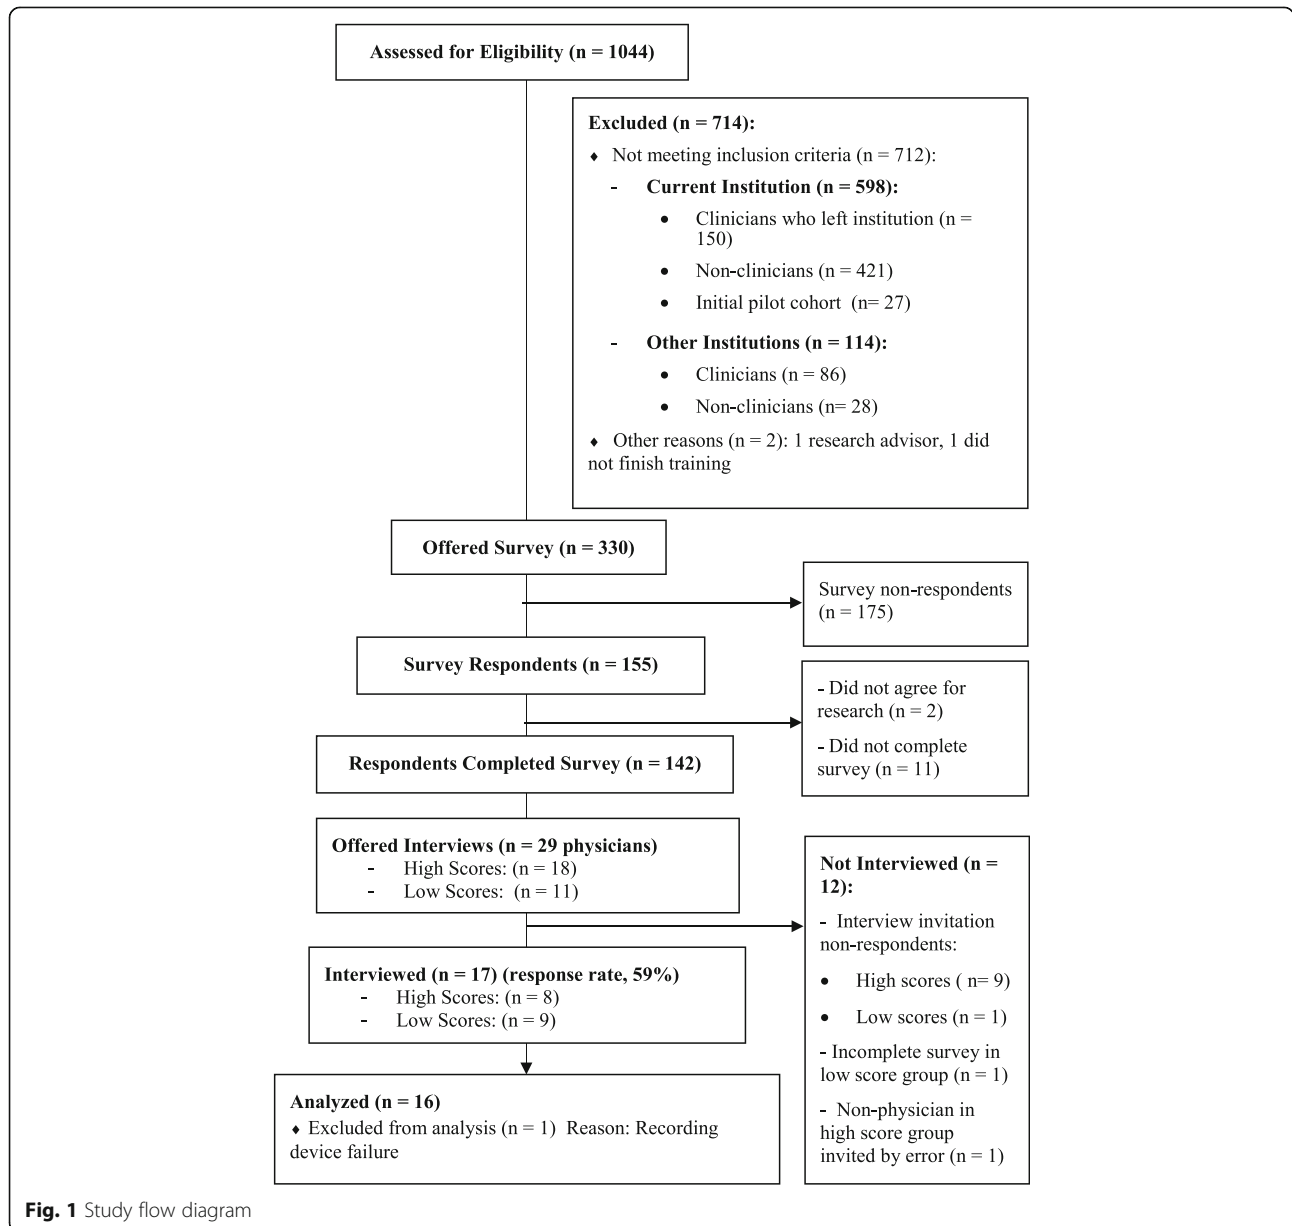 Assessed for Eligibility (n = 1044)
Excluded (n = 714):
♦ Not meeting inclusion criteria (n = 712):
- Current Institution (n = 598):
● Clinicians who left institution (n =
150)
● Non-clinicians (n = 421)
● Initial pilot cohort (n= 27)
- Other Institutions (n = 114):
● Clinicians (n = 86)
● Non-clinicians (n= 28)
♦ Other reasons (n = 2): 1 research advisor, 1 did
not finish training
Offered Survey (n = 330)
Survey non-respondents
(n = 175)
Survey Respondents (n = 155)
- Did not agree for
research (n = 2)
- Did not complete
survey (n = 11)
Respondents Completed Survey (n = 142)
Offered Interviews (n = 29 physicians)
- High Scores: (n = 18)
- Low Scores: (n = 11)
Not Interviewed (n =
12):
- Interview invitation
non-respondents:
● High scores ( n= 9)
● Low scores (n = 1)
- Incomplete survey in
low score group (n = 1)
- Non-physician in
high score group
invited by error (n = 1)
Interviewed (n = 17) (response rate, 59%)
- High Scores: (n = 8)
- Low Scores: (n = 9)
Analyzed (n = 16)
♦ Excluded from analysis (n = 1) Reason: Recording
device failure
Fig. 1 Study flow diagram